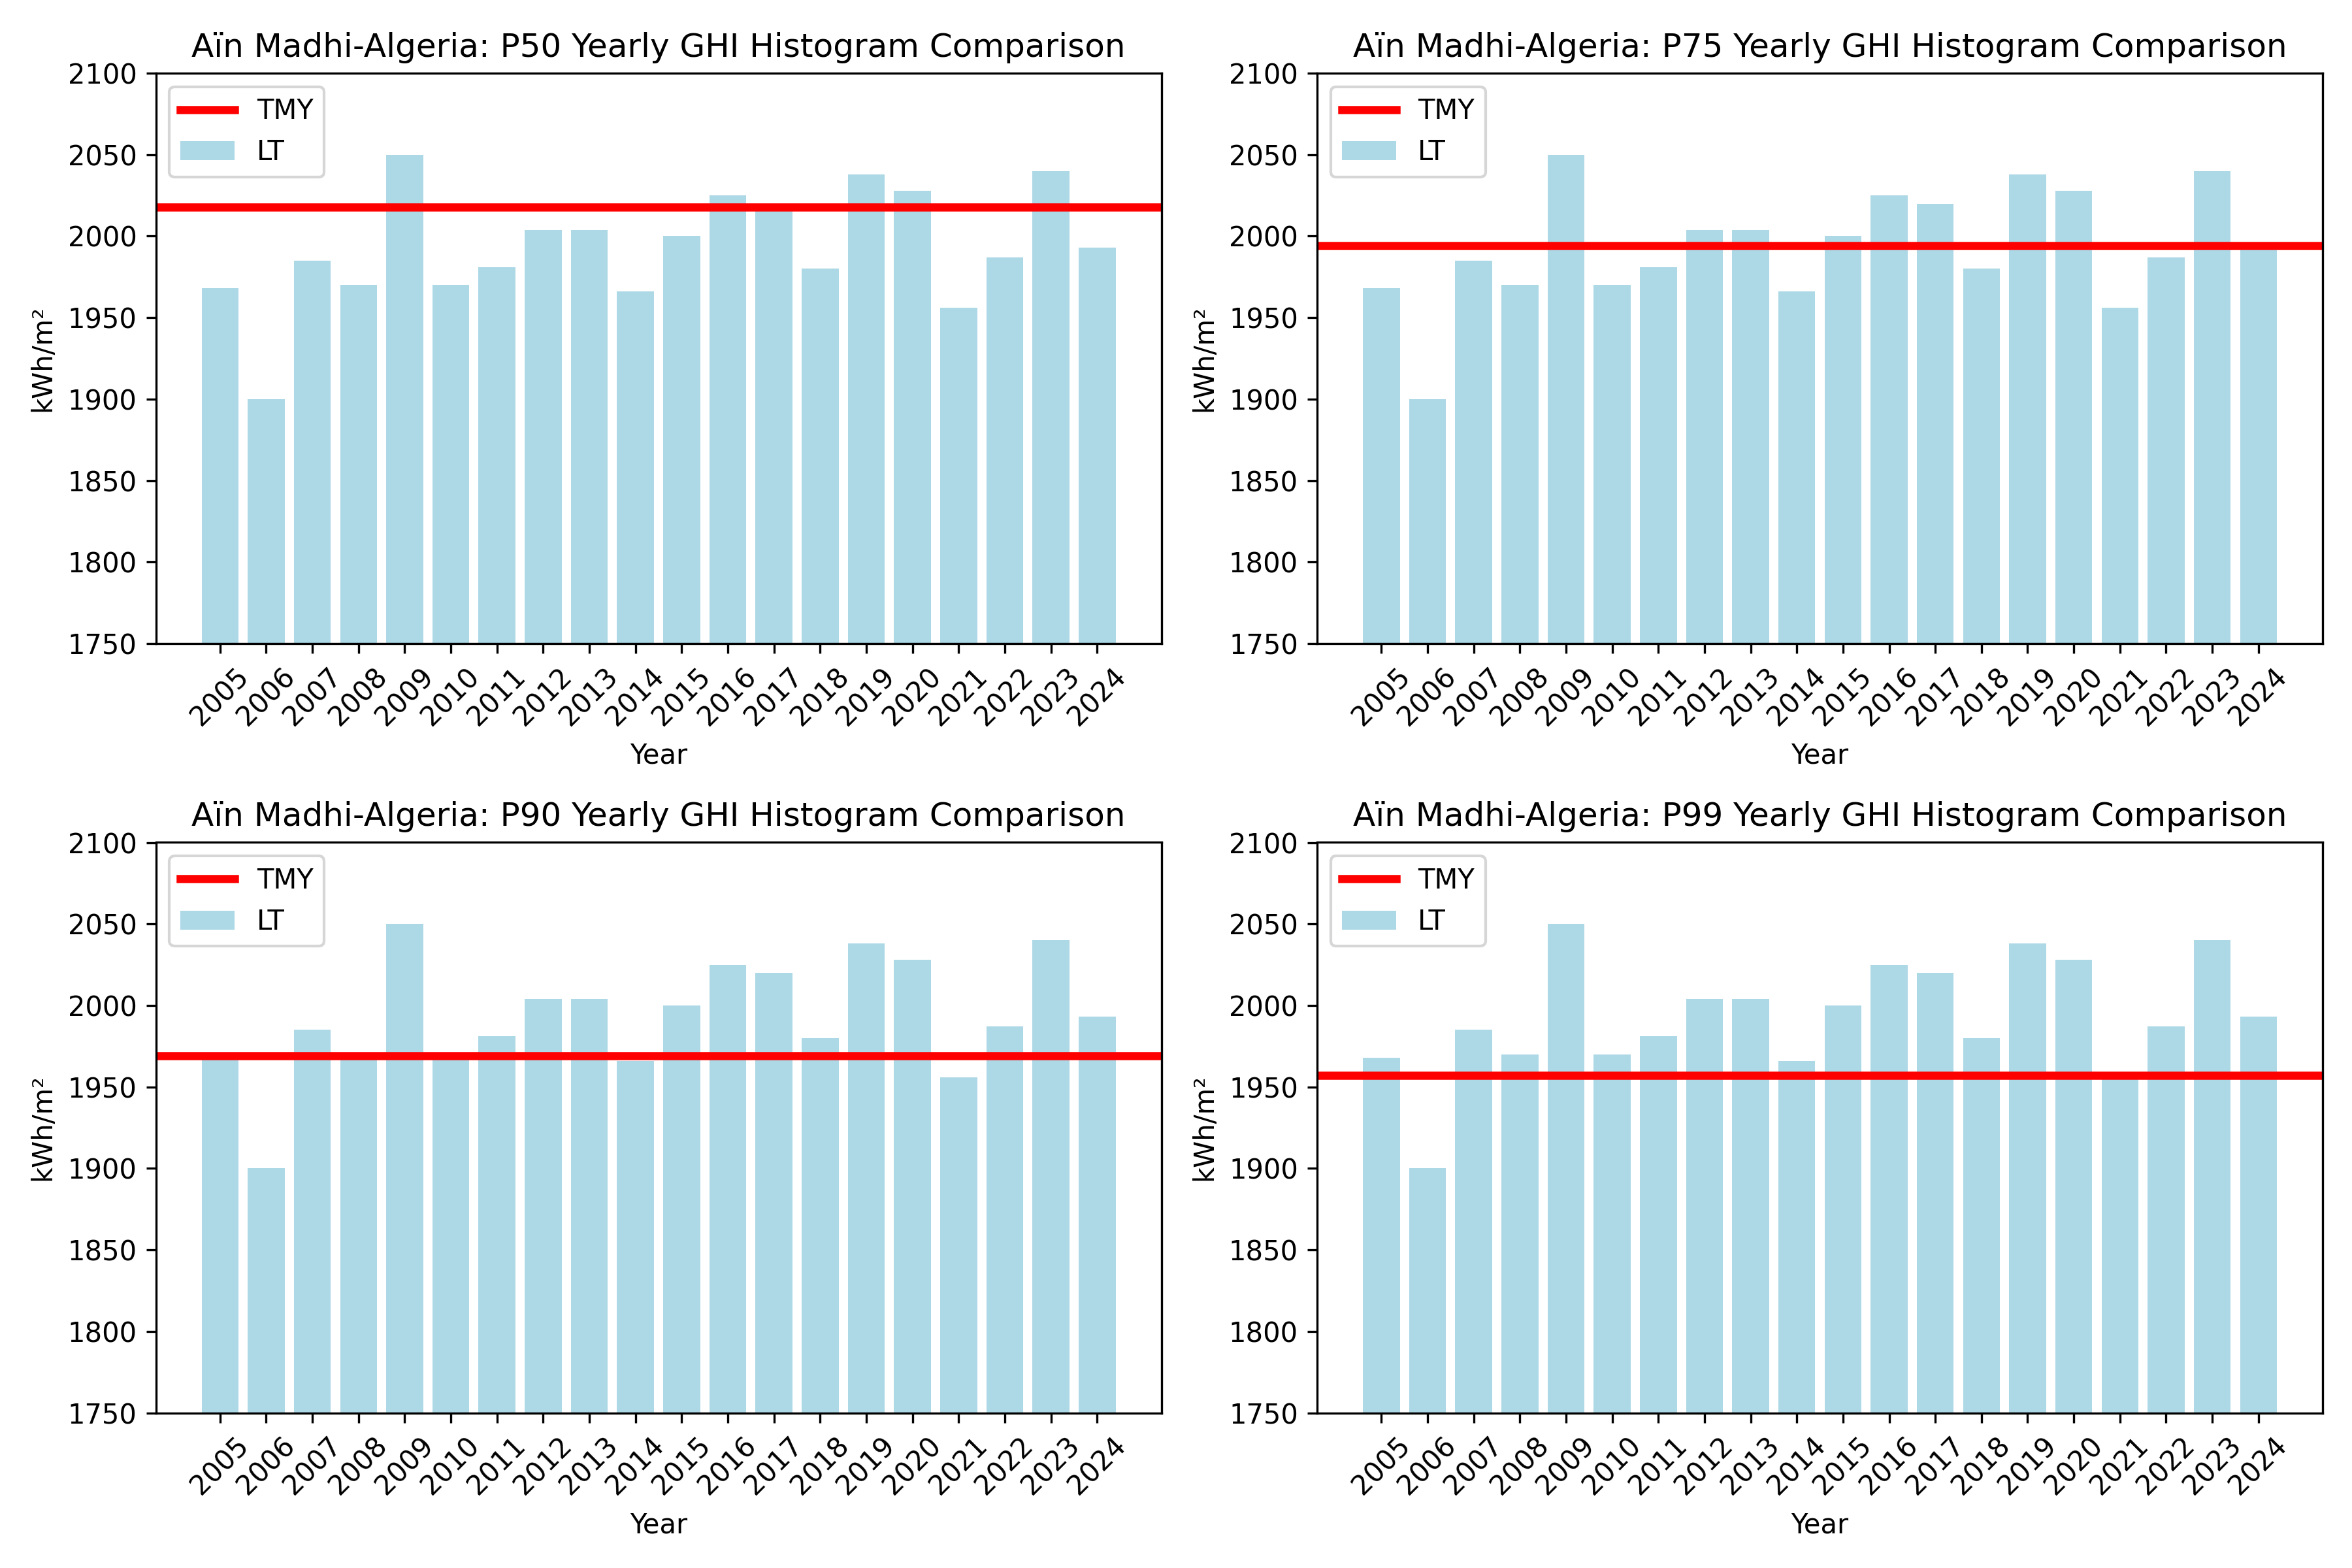 Aïn Madhi-Algeria: P50 Yearly GHI Histogram Comparison
2100
2050
2000
1950
1900
1850
1800
1750
kWh/m²
TMY
LT
2005 2006 2007 2008 2009 2010 2011 2012 2013 2014 2015 2016 2017 2018 2019 2020 2021 2022 2023 2024
Year
Aïn Madhi-Algeria: P75 Yearly GHI Histogram Comparison
2100
2050
2000
1950
1900
1850
1800
1750
kWh/m²
TMY
LT
2005 2006 2007 2008 2009 2010 2011 2012 2013 2014 2015 2016 2017 2018 2019 2020 2021 2022 2023 2024
Year
Aïn Madhi-Algeria: P90 Yearly GHI Histogram Comparison
2100
2050
2000
1950
1900
1850
1800
1750
kWh/m²
TMY
LT
2005 2006 2007 2008 2009 2010 2011 2012 2013 2014 2015 2016 2017 2018 2019 2020 2021 2022 2023 2024
Year
Aïn Madhi-Algeria: P99 Yearly GHI Histogram Comparison
2100
2050
2000
1950
1900
1850
1800
1750
kWh/m²
TMY
LT
2005 2006 2007 2008 2009 2010 2011 2012 2013 2014 2015 2016 2017 2018 2019 2020 2021 2022 2023 2024
Year